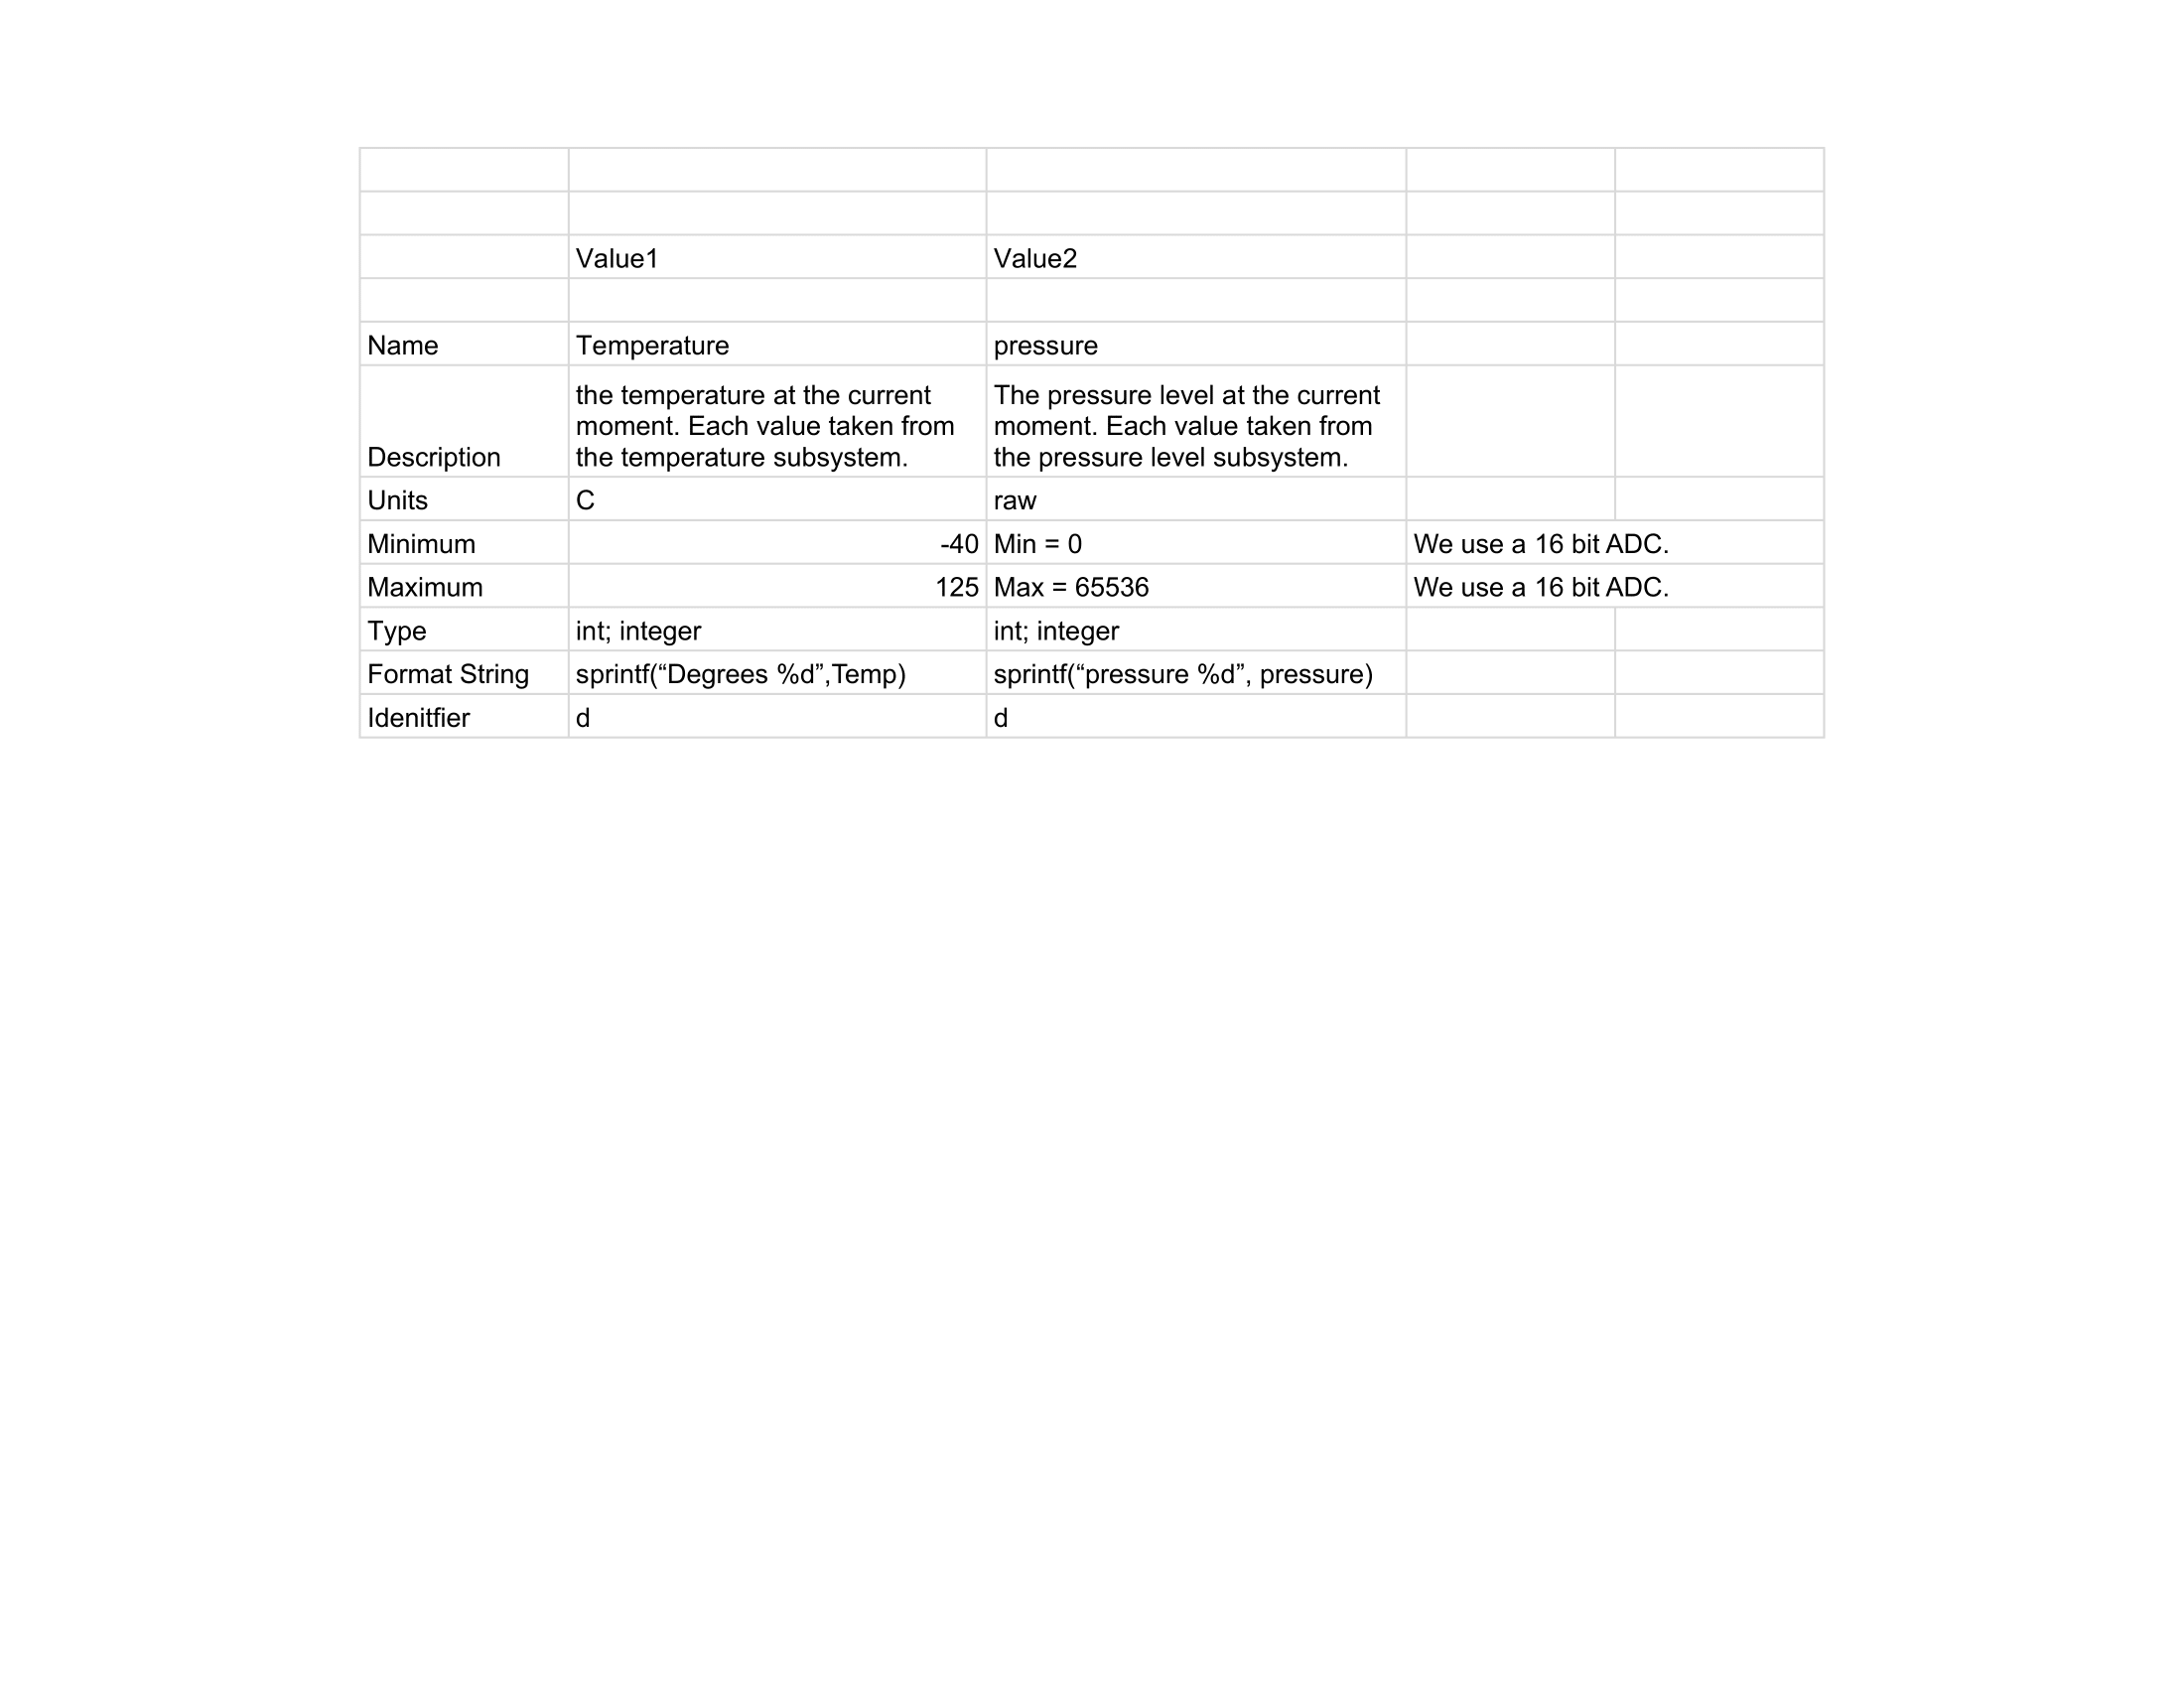 Value1 Value2
Name Temperature pressure
the temperature at the current The pressure level at the current
moment. Each value taken from moment. Each value taken from
Description the temperature subsystem. the pressure level subsystem.
Units C raw
Minimum -40 Min = 0 We use a 16 bit ADC.
Maximum 125 Max = 65536 We use a 16 bit ADC.
Type int; integer int; integer
Format String sprintf(“Degrees %d”,Temp) sprintf(“pressure %d”, pressure)
Idenitfier d d